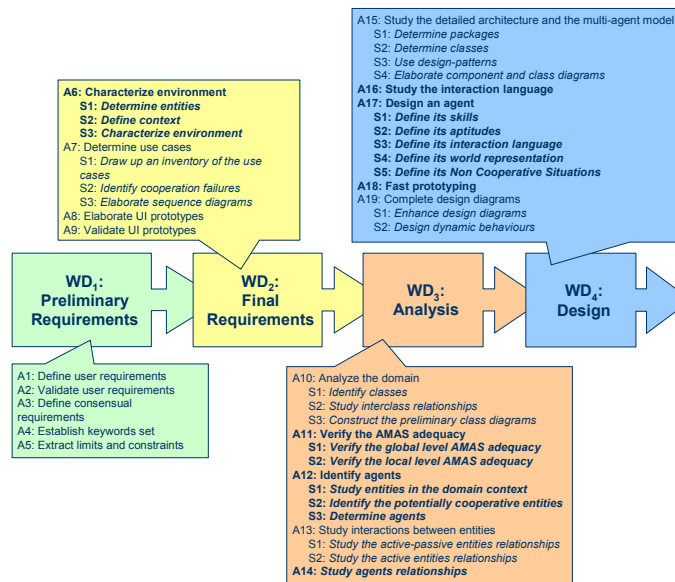 A15: Study the detailed architecture and the multi-agent model
S1: Determine packages
S2: Determine classes
S3: Use design-patterns
S4: Elaborate component and class diagrams
A16: Study the interaction language
A17: Design an agent
S1: Define its skills
S2: Define its aptitudes
S3: Define its interaction language
S4: Define its world representation
S5: Define its Non Cooperative Situations
A18: Fast prototyping
A19: Complete design diagrams
S1: Enhance design diagrams
S2: Design dynamic behaviours
A6: Characterize environment
S1: Determine entities
S2: Define context
S3: Characterize environment
A7: Determine use cases
S1: Draw up an inventory of the use
cases
S2: Identify cooperation failures
S3: Elaborate sequence diagrams
A8: Elaborate UI prototypes
A9: Validate UI prototypes
WD1:
Preliminary
Requirements
WD2:
Final
Requirements
WD3:
Analysis
WD4:
Design
A1: Define user requirements
A2: Validate user requirements
A3: Define consensual
requirements
A4: Establish keywords set
A5: Extract limits and constraints
A10: Analyze the domain
S1: Identify classes
S2: Study interclass relationships
S3: Construct the preliminary class diagrams
A11: Verify the AMAS adequacy
S1: Verify the global level AMAS adequacy
S2: Verify the local level AMAS adequacy
A12: Identify agents
S1: Study entities in the domain context
S2: Identify the potentially cooperative entities
S3: Determine agents
A13: Study interactions between entities
S1: Study the active-passive entities relationships
S2: Study the active entities relationships
A14: Study agents relationships